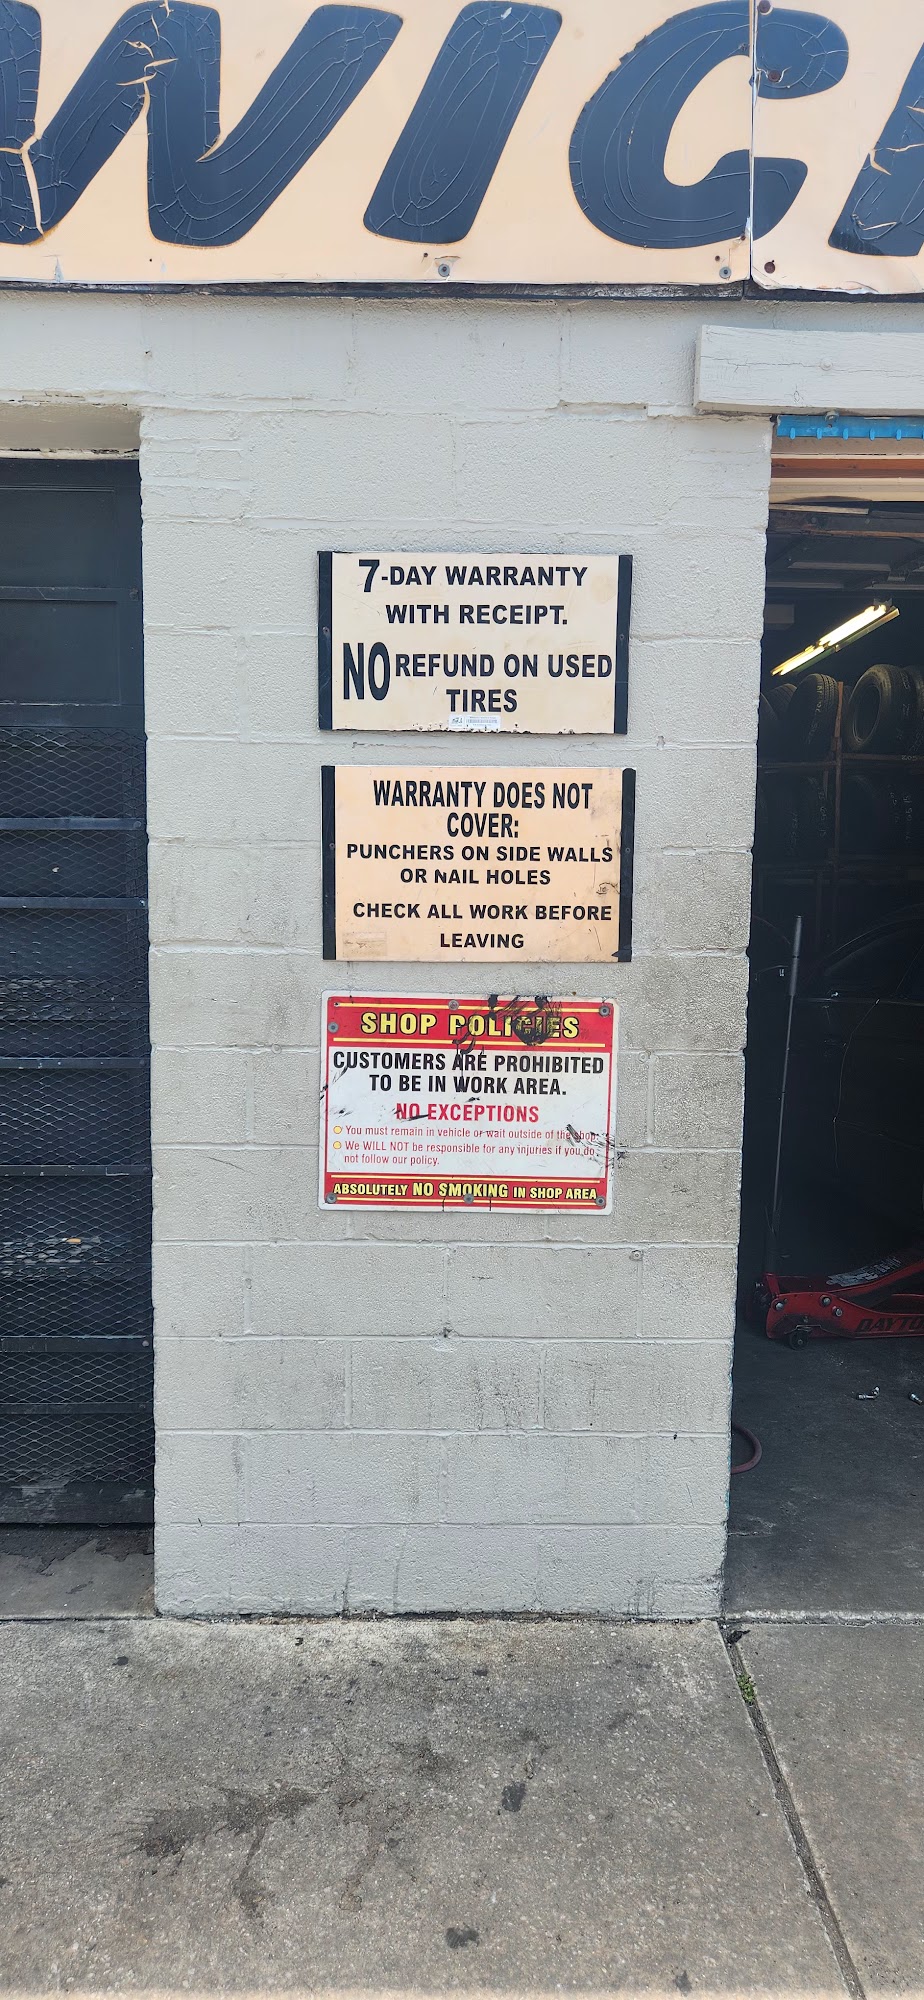 WIC
7-DAY WARRANTY
WITH RECEIPT.
NO REFUND ON USED
TIRES
WARRANTY DOES NOT
COVER:
PUNCHERS ON SIDE WALLS
OR NAIL HOLES
CHECK ALL WORK BEFORE
LEAVING
SHOP POLICIES
CUSTOMERS ARE PROHIBITED
TO BE IN WORK AREA.
NO EXCEPTIONS
You must remain in vehicle or wait outside of the shop.
We WILL NOT be responsible for any injuries if you do
not follow our policy.
ABSOLUTELY NO SMOKING IN SHOP AREA
DAYTO